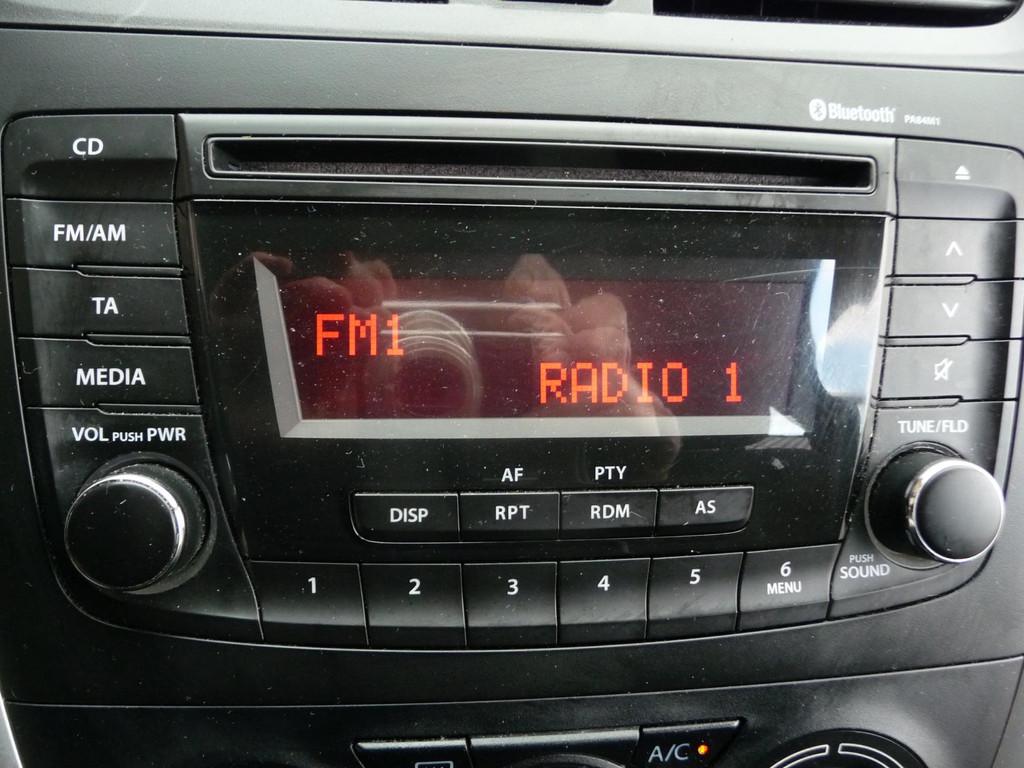 Bluetooth PA84M1
CD
FM/AM
TA
MEDIA
VOL PUSH PWR
FM1
RADIO 1
TUNE/FLD
AF PTY
DISP RPT RDM AS
PUSH
SOUND
1 2 3 4 5 6
MENU
A/C